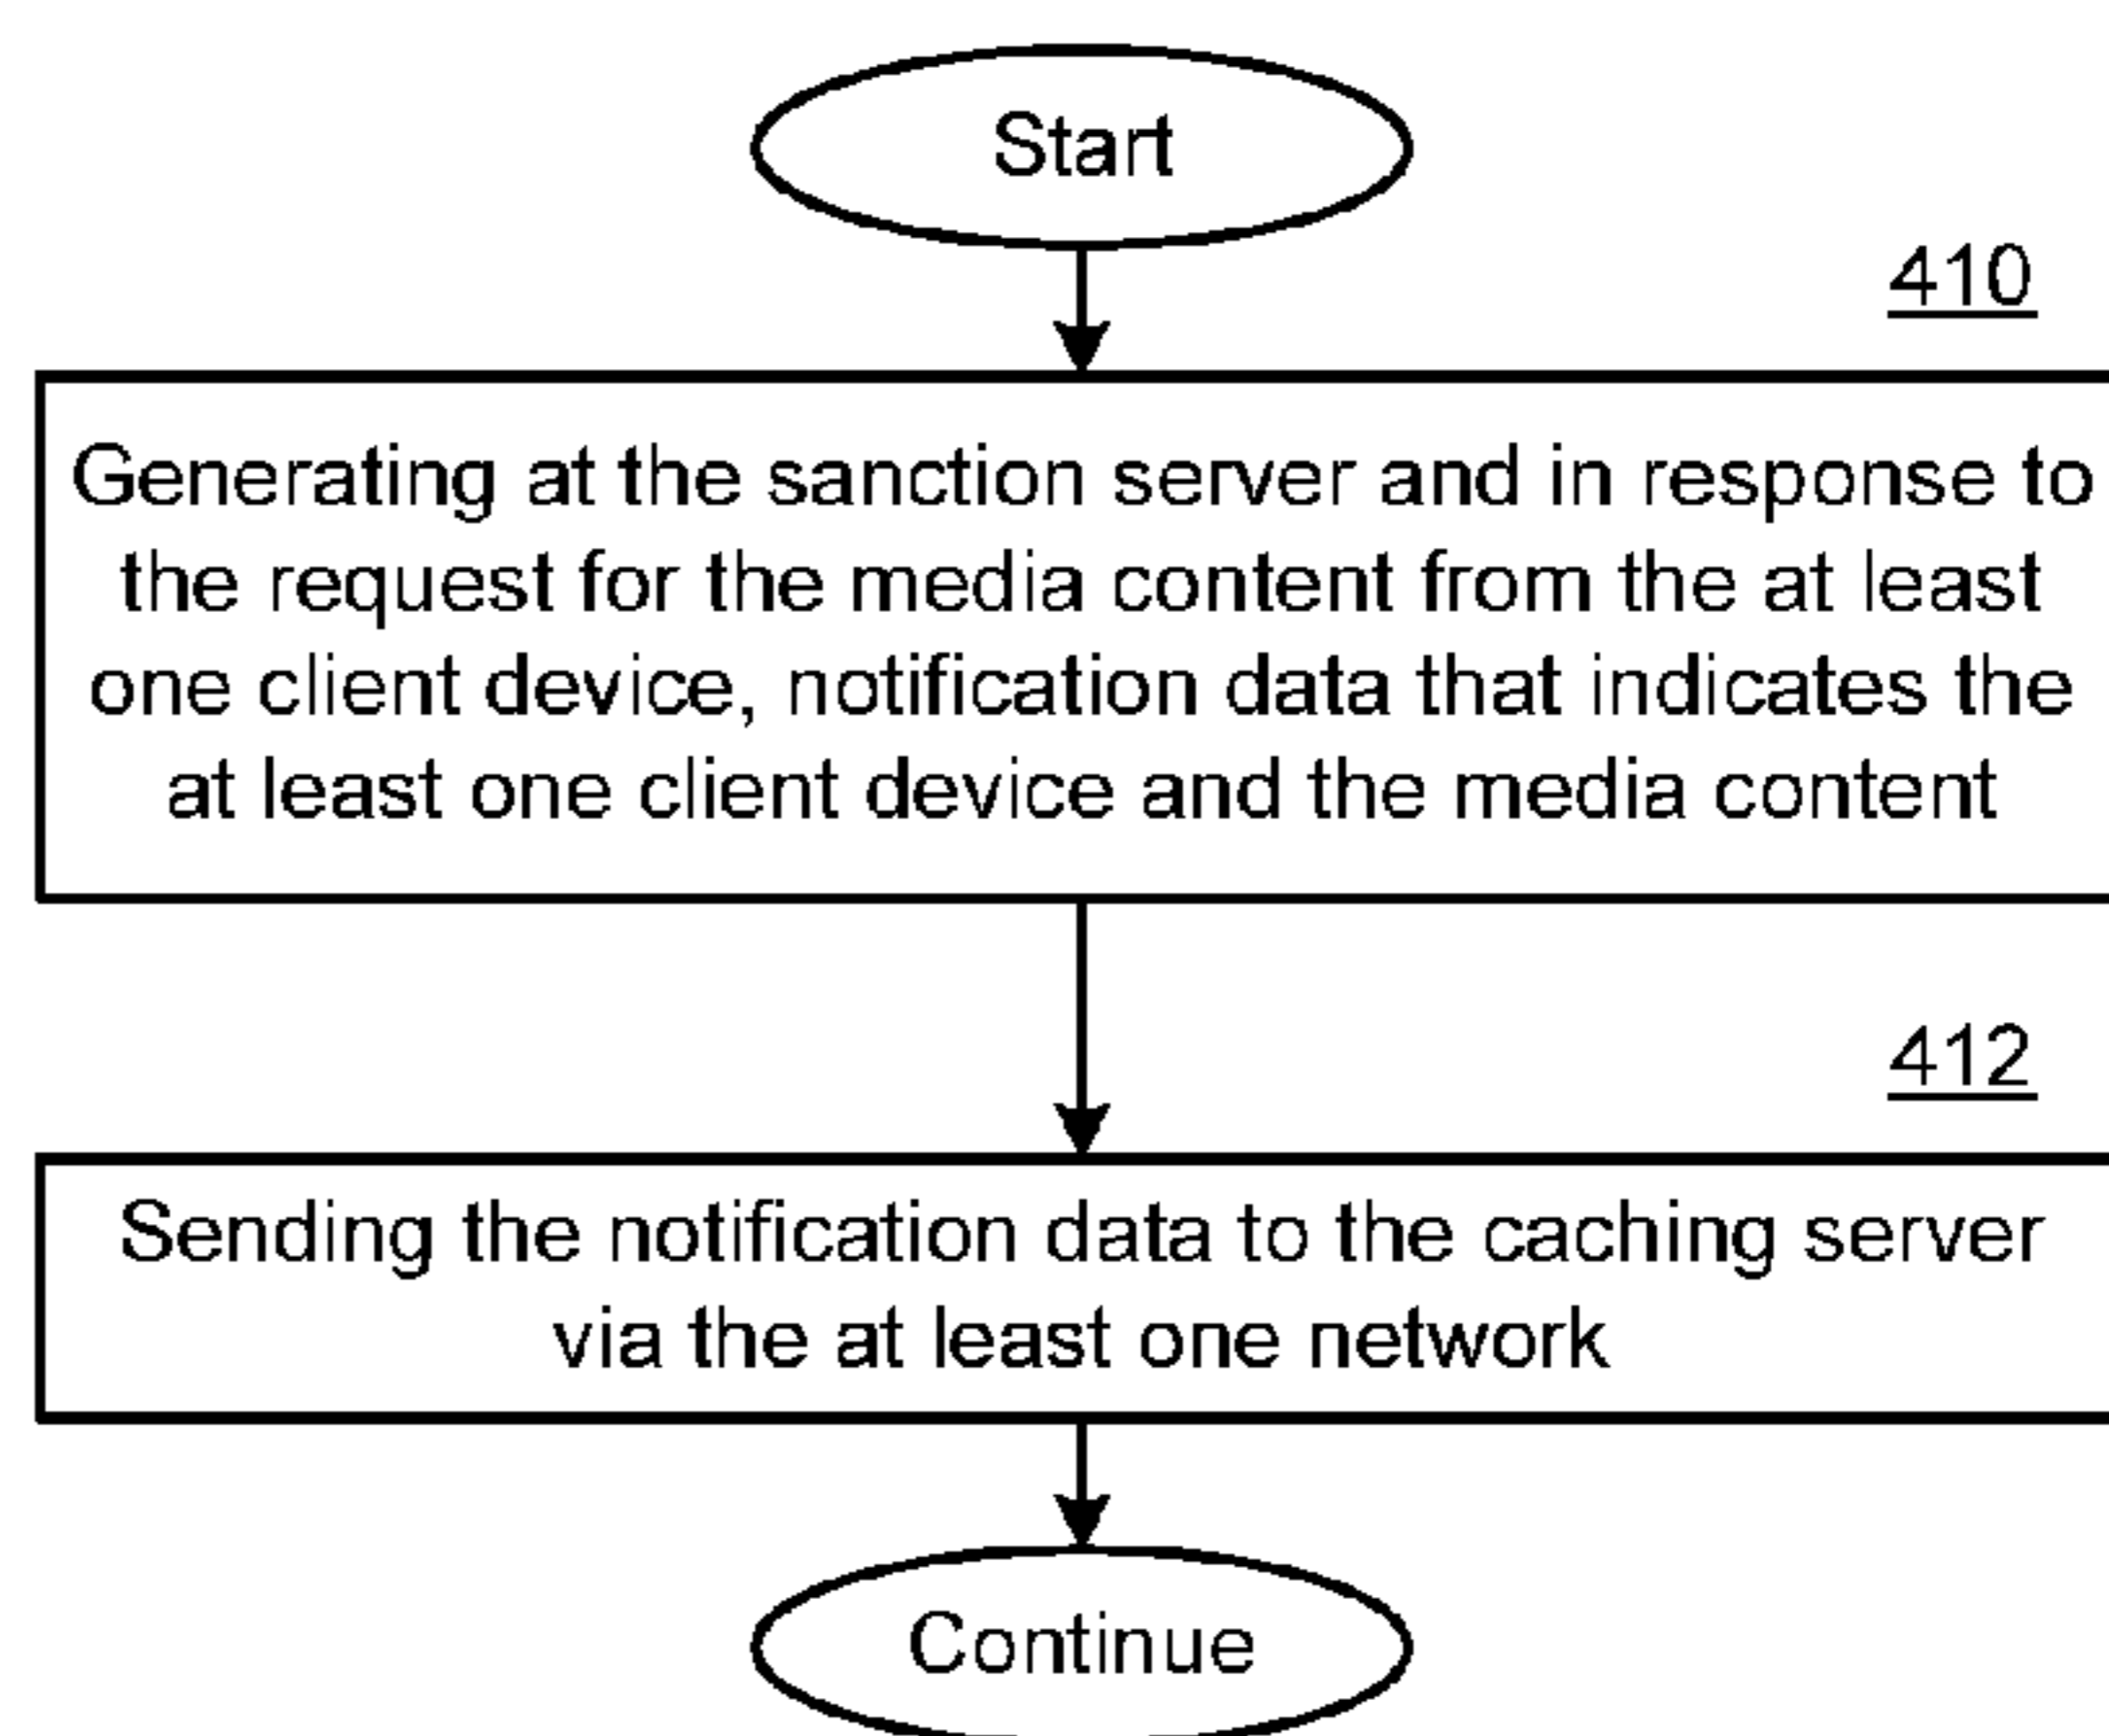 Start
410
Generating at the sanction server and in response to
the request for the media content from the at least
one client device, notification data that indicates the
at least one client device and the media content
412
Sending the notification data to the caching server
via the at least one network
Continue